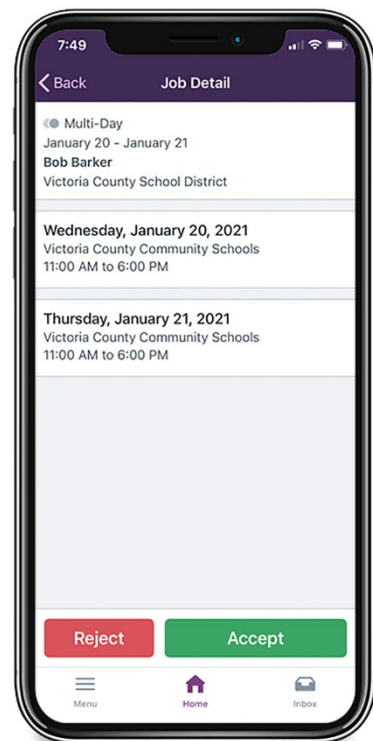 7:49
Back Job Detail
Multi-Day
January 20 - January 21
Bob Barker
Victoria County School District
Wednesday, January 20, 2021
Victoria County Community Schools
11:00 AM to 6:00 PM
Thursday, January 21, 2021
Victoria County Community Schools
11:00 AM to 6:00 PM
Reject Accept
Menu Home Inbox